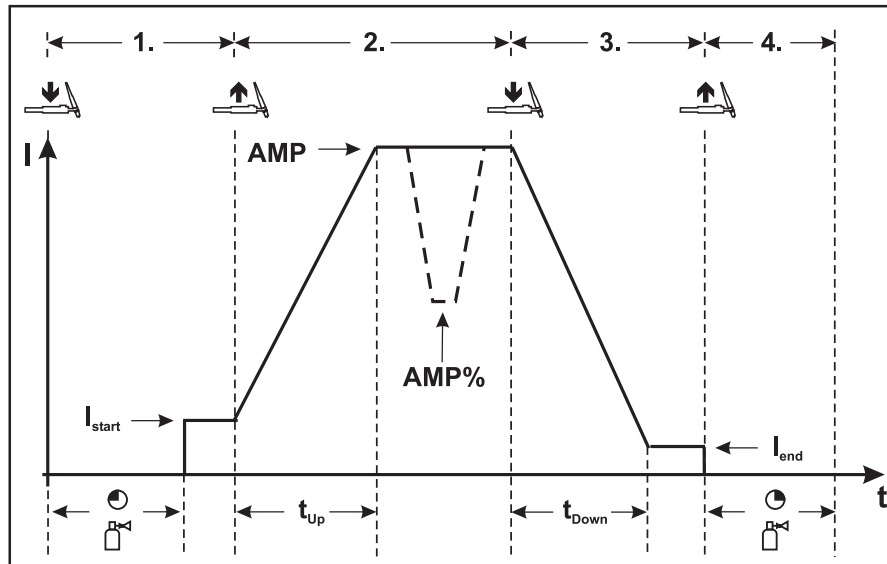 1. 2. 3. 4.
I
AMP
AMP%
Istart
Iend
t
tUp
tDown